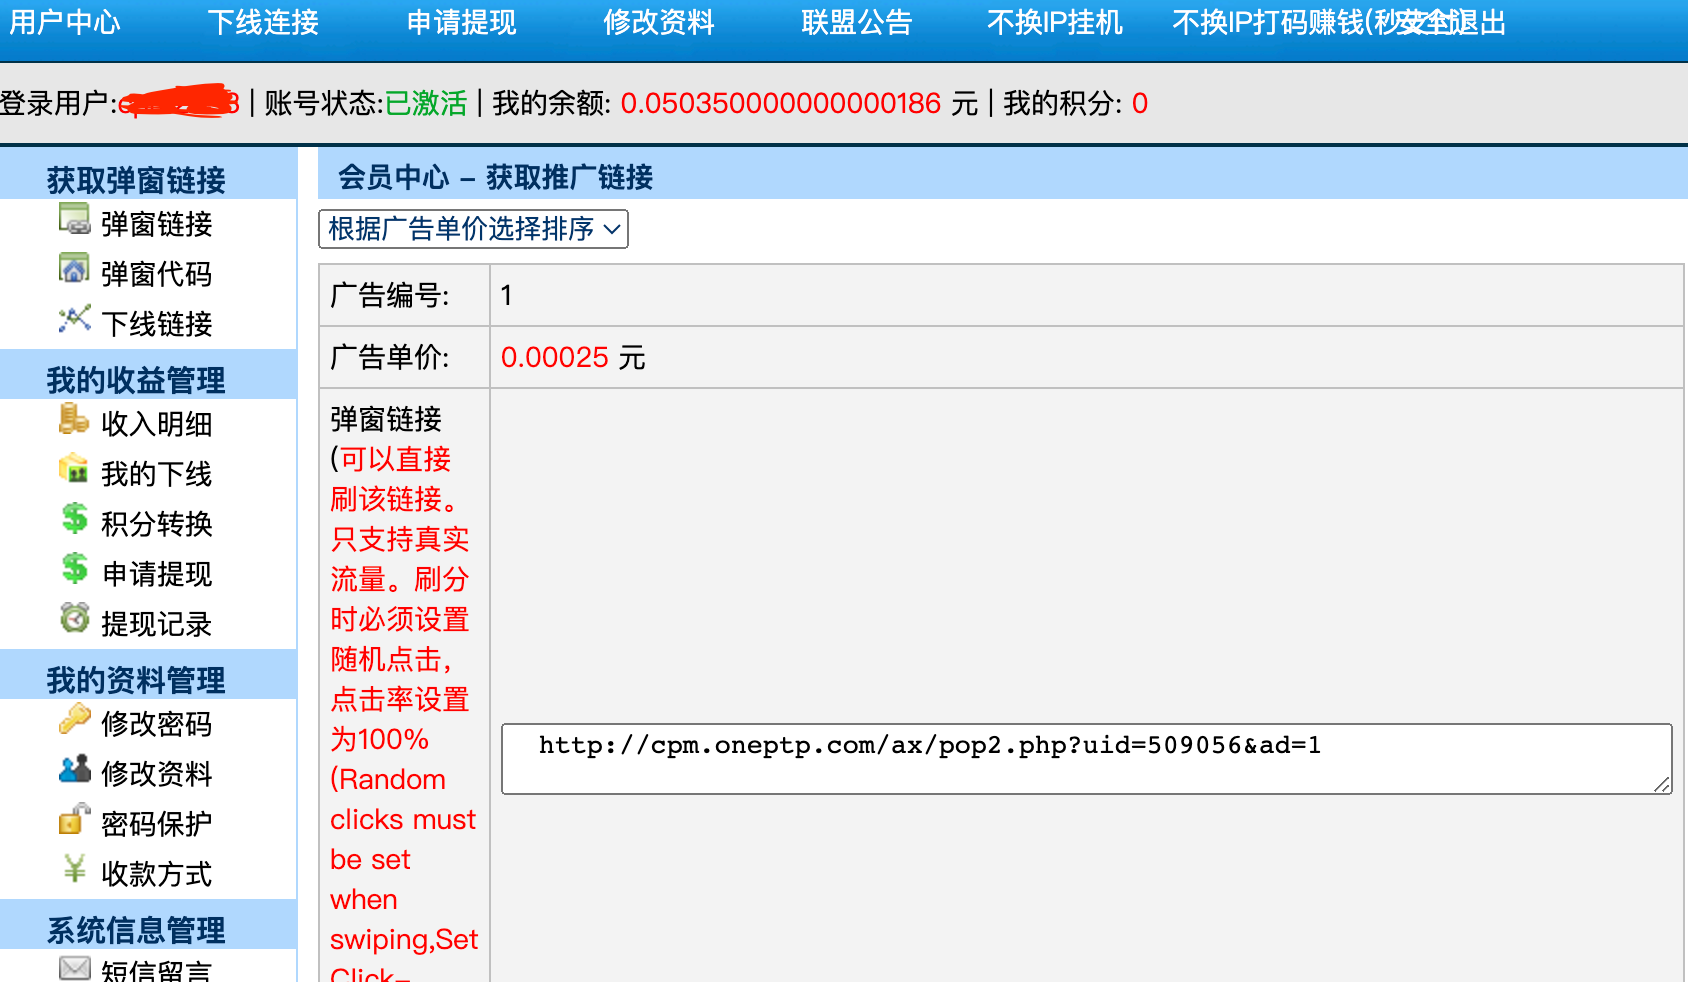 用户中心 下线连接 申请提现 修改资料 联盟公告 不换IP挂机 不换IP打码赚钱(秒 退出
登录用户: 3 | 账号状态:已激活 | 我的余额: 0.050350000000000186 元 | 我的积分: 0
获取弹窗链接
弹窗链接
弹窗代码
下线链接
我的收益管理
收入明细
我的下线
积分转换
申请提现
提现记录
我的资料管理
修改密码
修改资料
密码保护
收款方式
系统信息管理
短信留言
会员中心 – 获取推广链接
根据广告单价选择排序
广告编号: 1
广告单价: 0.00025 元
弹窗链接
(可以直接
刷该链接。
只支持真实
流量。刷分
时必须设置
随机点击,
点击率设置
为100%
(Random
clicks must
be set
when
swiping,Set
Click-
http://cpm.oneptp.com/ax/pop2.php?uid=509056&ad=1